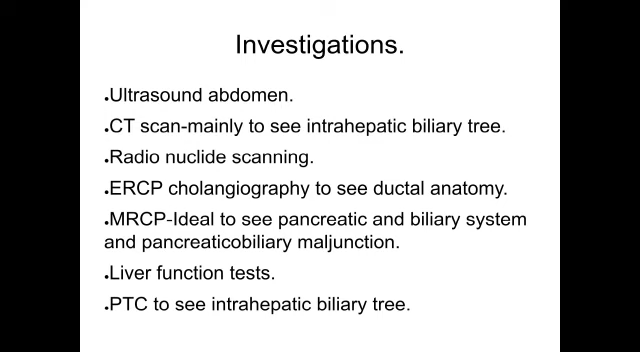 Investigations.
•Ultrasound abdomen.
•CT scan-mainly to see intrahepatic biliary tree.
•Radio nuclide scanning.
•ERCP cholangiography to see ductal anatomy.
•MRCP-Ideal to see pancreatic and biliary system
and pancreaticobiliary maljunction.
•Liver function tests.
•PTC to see intrahepatic biliary tree.